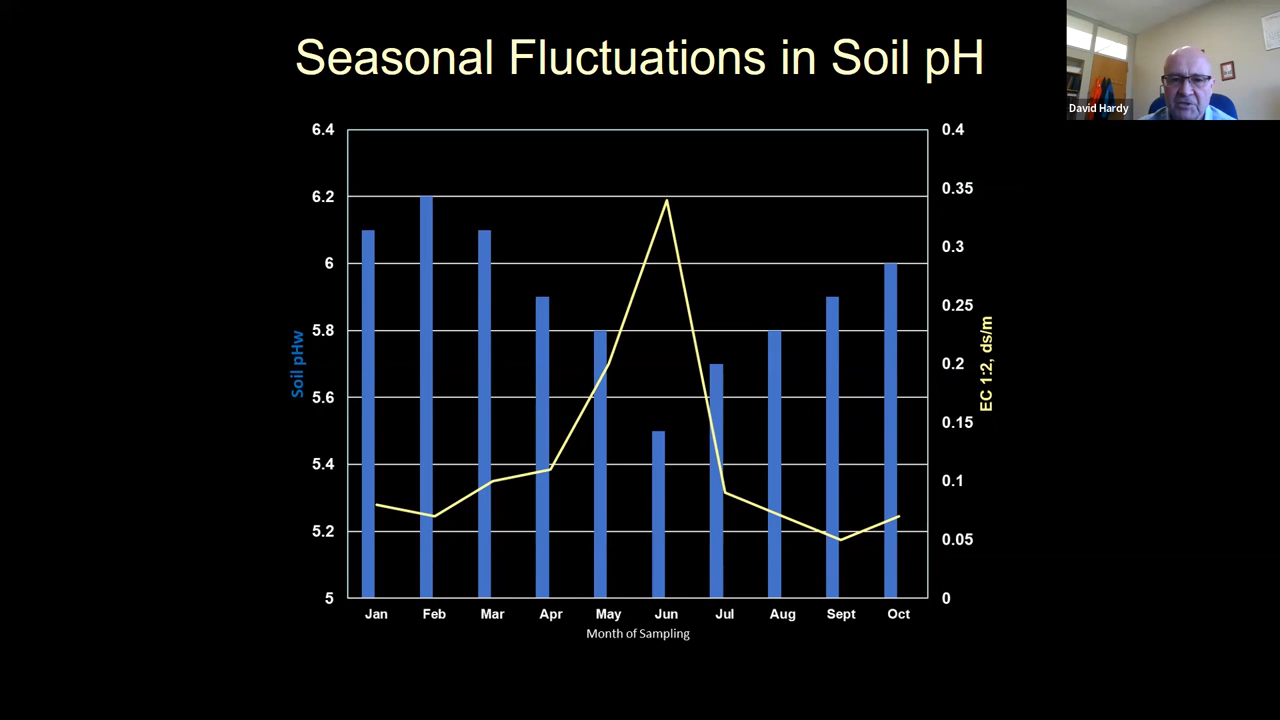 Seasonal Fluctuations in Soil pH
David Hardy
6.4
6.2
6
5.8
5.6
5.4
5.2
5
Soil pHw
0.4
0.35
0.3
0.25
0.2
0.15
0.1
0.05
0
EC 1:2, ds/m
Jan Feb Mar Apr May Jun Jul Aug Sept Oct
Month of Sampling